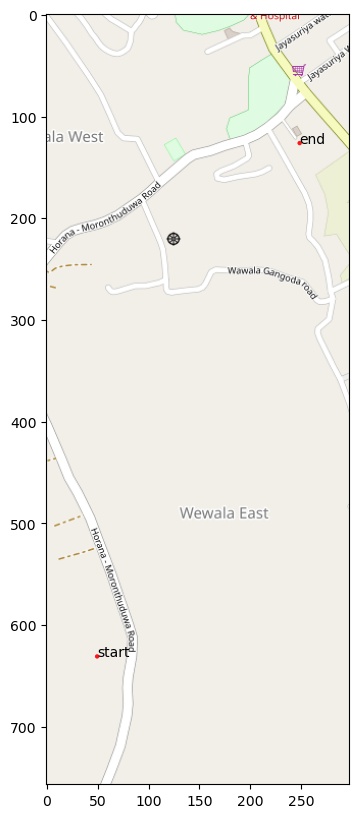 0
& Hospital
Jayasuriya wat
Jayasuriya W
100
end
ala West
200
Horana - Moronthuduwa Road
Wawala Gangoda road
300
400
500
Wewala East
Horana - Moronthuduwa Road
600
start
700
0 50 100 150 200 250